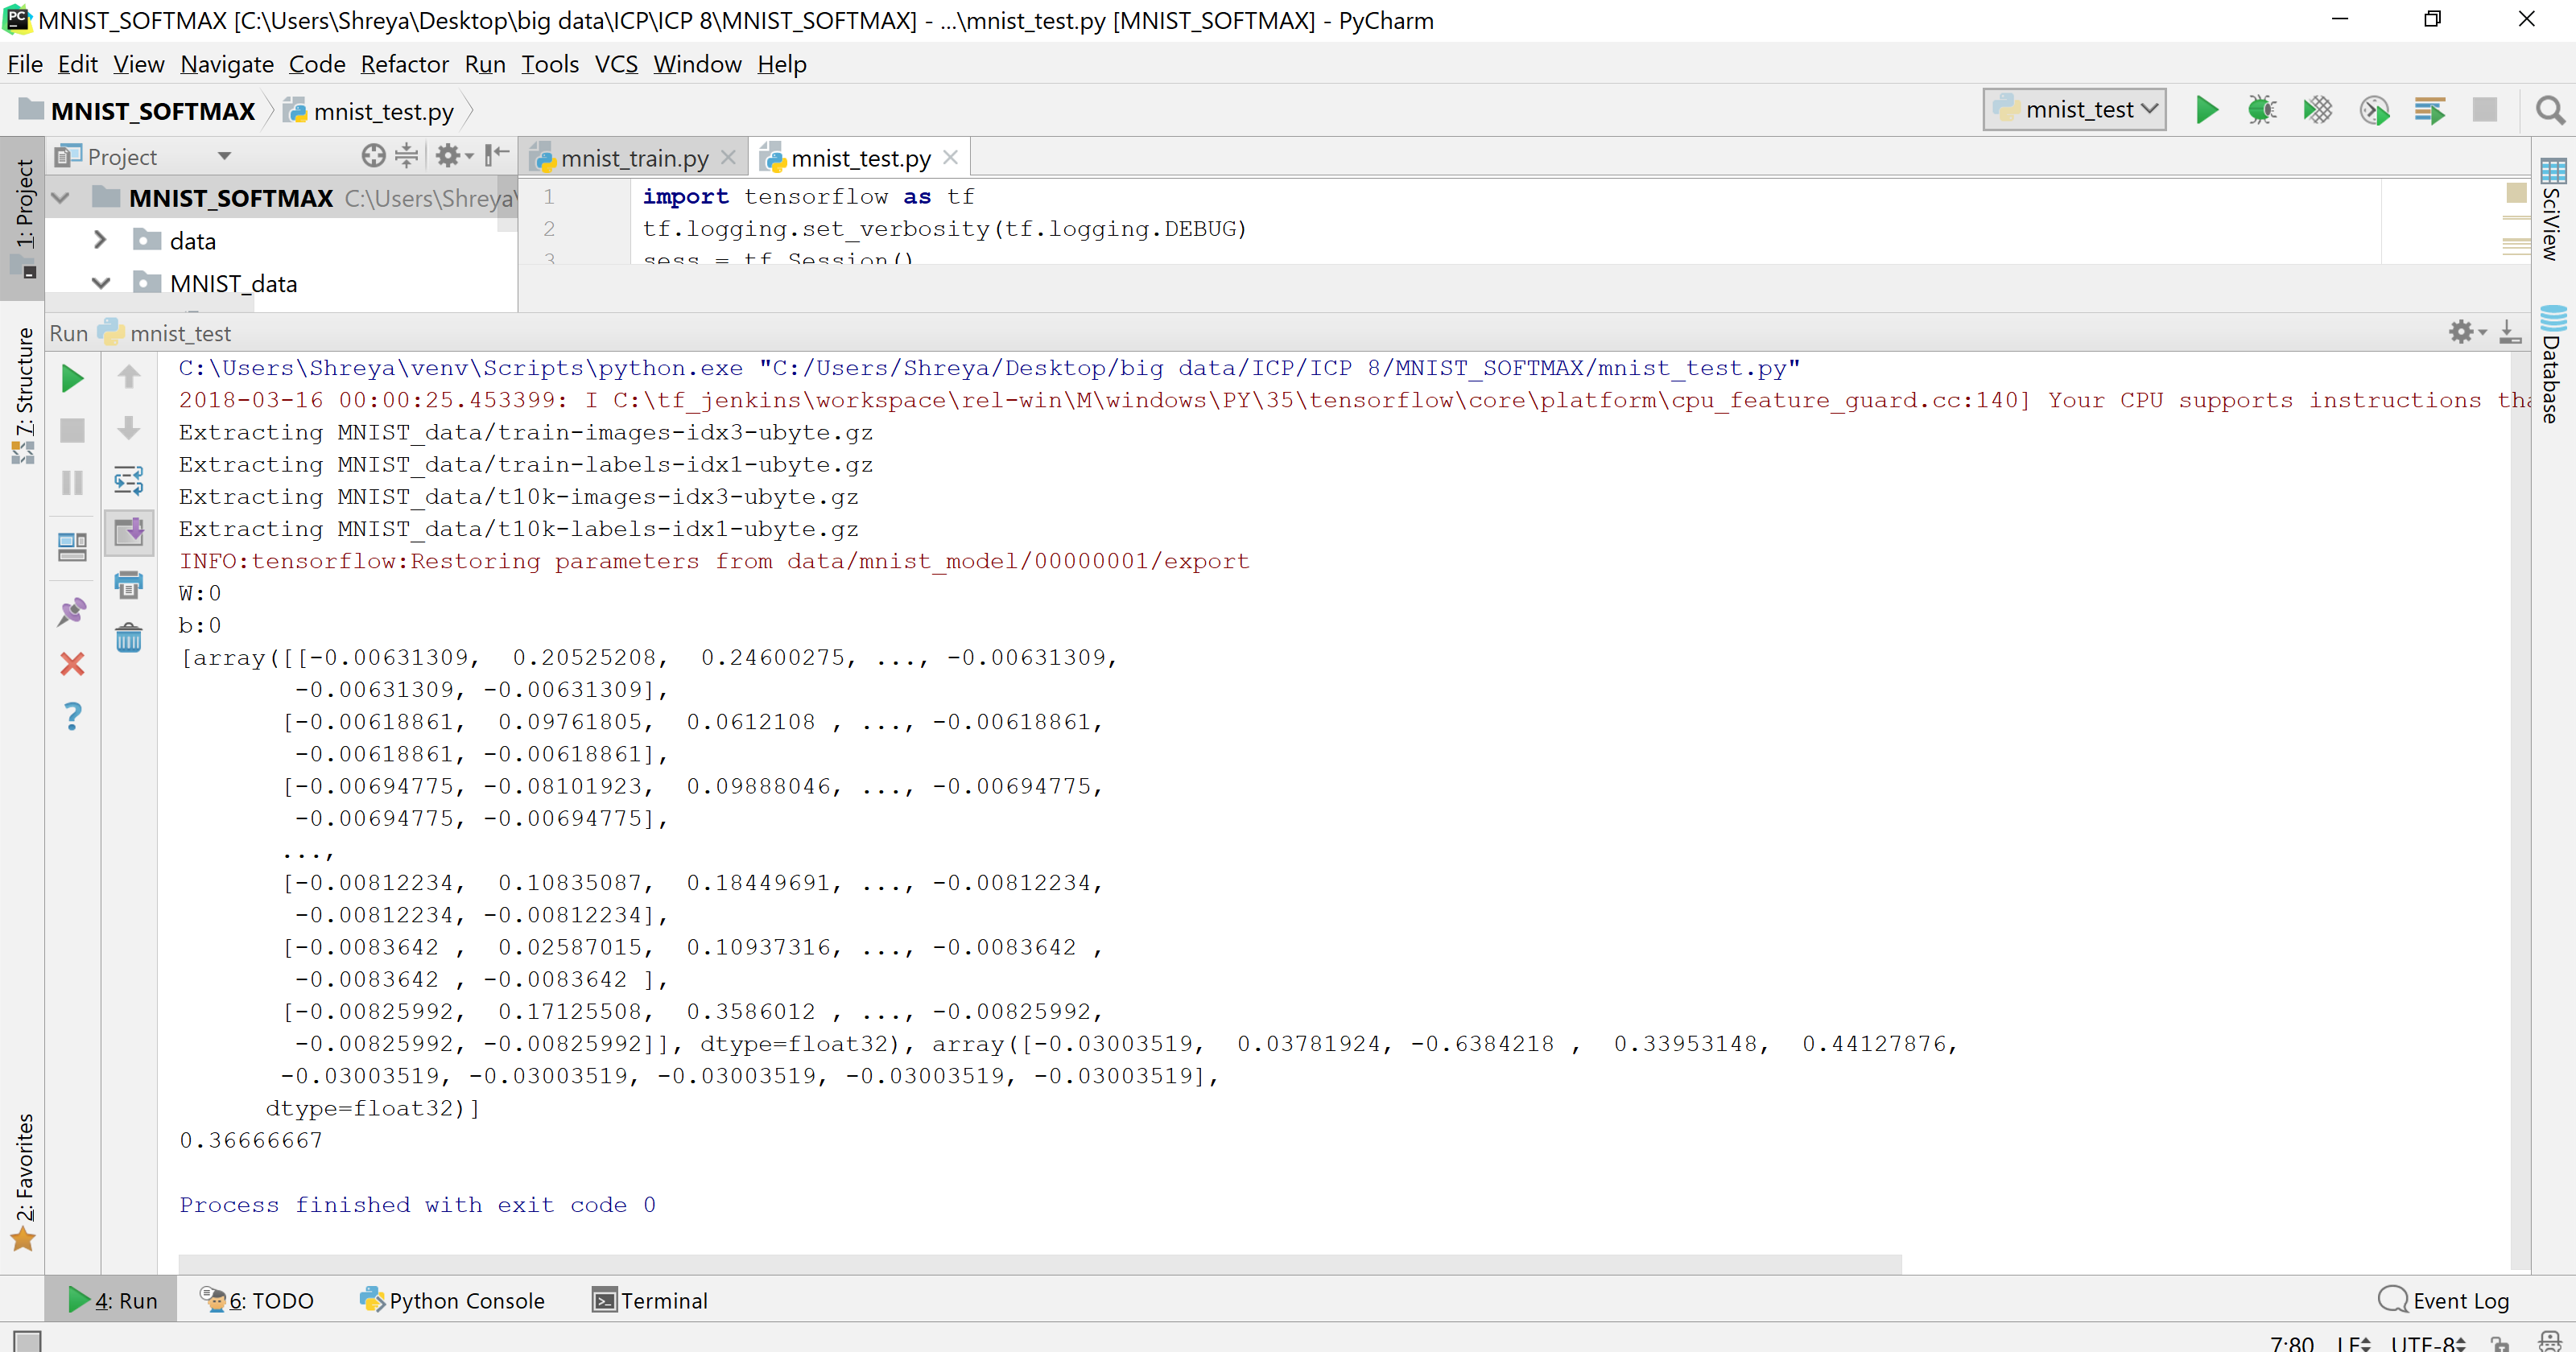 MNIST_SOFTMAX [C:\Users\Shreya\Desktop\big data\ICP\ICP 8\MNIST_SOFTMAX] - ...\mnist_test.py [MNIST_SOFTMAX] - PyCharm
File Edit View Navigate Code Refactor Run Tools VCS Window Help
MNIST_SOFTMAX mnist_test.py mnist_test
Project mnist_train.py mnist_test.py
MNIST_SOFTMAX C:\Users\Shreya\
data
MNIST_data
1 import tensorflow as tf
2 tf.logging.set_verbosity(tf.logging.DEBUG)
3 sess = tf.Session()
1: Project
7: Structure
2: Favorites
SciView
Database
Run mnist_test
C:\Users\Shreya\venv\Scripts\python.exe "C:/Users/Shreya/Desktop/big data/ICP/ICP 8/MNIST_SOFTMAX/mnist_test.py"
2018-03-16 00:00:25.453399: I C:\tf_jenkins\workspace\rel-win\M\windows\PY\35\tensorflow\core\platform\cpu_feature_guard.cc:140] Your CPU supports instructions tha
Extracting MNIST_data/train-images-idx3-ubyte.gz
Extracting MNIST_data/train-labels-idx1-ubyte.gz
Extracting MNIST_data/t10k-images-idx3-ubyte.gz
Extracting MNIST_data/t10k-labels-idx1-ubyte.gz
INFO:tensorflow:Restoring parameters from data/mnist_model/00000001/export
W:0
b:0
[array([[-0.00631309,  0.20525208,  0.24600275, ..., -0.00631309,
-0.00631309, -0.00631309],
[-0.00618861,  0.09761805,  0.0612108 , ..., -0.00618861,
-0.00618861, -0.00618861],
[-0.00694775, -0.08101923,  0.09888046, ..., -0.00694775,
-0.00694775, -0.00694775],
...,
[-0.00812234,  0.10835087,  0.18449691, ..., -0.00812234,
-0.00812234, -0.00812234],
[-0.0083642 ,  0.02587015,  0.10937316, ..., -0.0083642 ,
-0.0083642 , -0.0083642 ],
[-0.00825992,  0.17125508,  0.3586012 , ..., -0.00825992,
-0.00825992, -0.00825992]], dtype=float32), array([-0.03003519,  0.03781924, -0.6384218 ,  0.33953148,  0.44127876,
-0.03003519, -0.03003519, -0.03003519, -0.03003519, -0.03003519],
dtype=float32)]
0.36666667
Process finished with exit code 0
4: Run 6: TODO Python Console Terminal Event Log
7:80 LF UTF-8